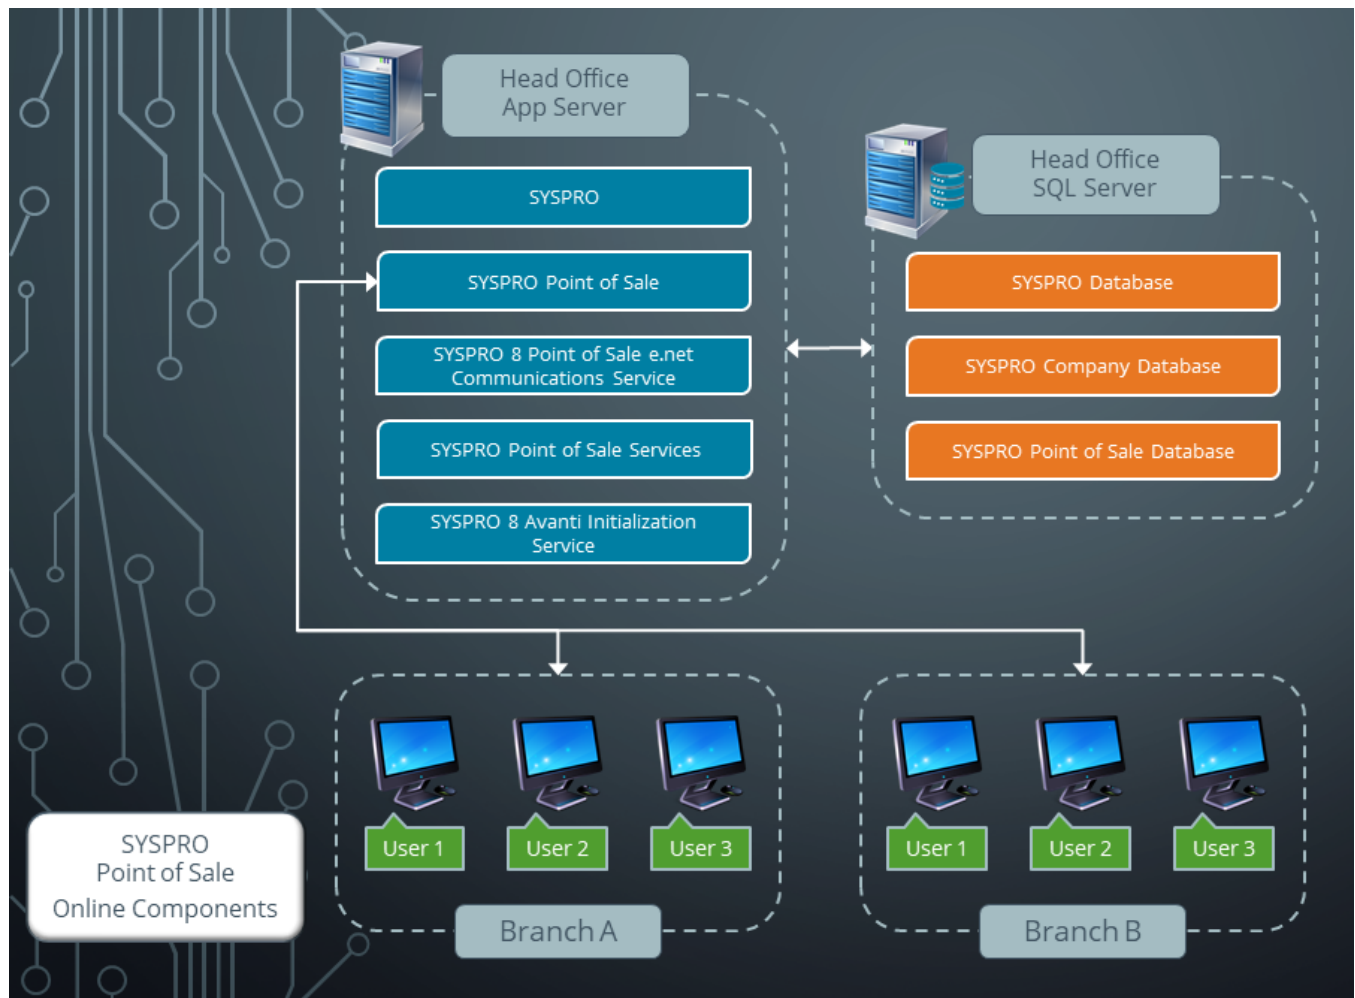 Head Office
App Server
SYSPRO
SYSPRO Point of Sale
SYSPRO 8 Point of Sale e.net
Communications Service
SYSPRO Point of Sale Services
SYSPRO 8 Avanti Initialization
Service
Head Office
SQL Server
SYSPRO Database
SYSPRO Company Database
SYSPRO Point of Sale Database
User 1
User 2
User 3
Branch A
User 1
User 2
User 3
Branch B
SYSPRO
Point of Sale
Online Components